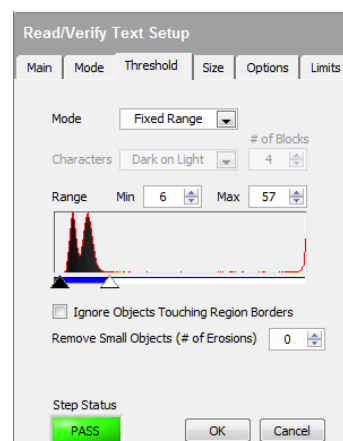 Read/Verify Text Setup
Main Mode Threshold Size Options Limits
Mode Fixed Range
# of Blocks
Characters Dark on Light 4
Range Min 6 Max 57
Ignore Objects Touching Region Borders
Remove Small Objects (# of Erosions) 0
Step Status
PASS OK Cancel